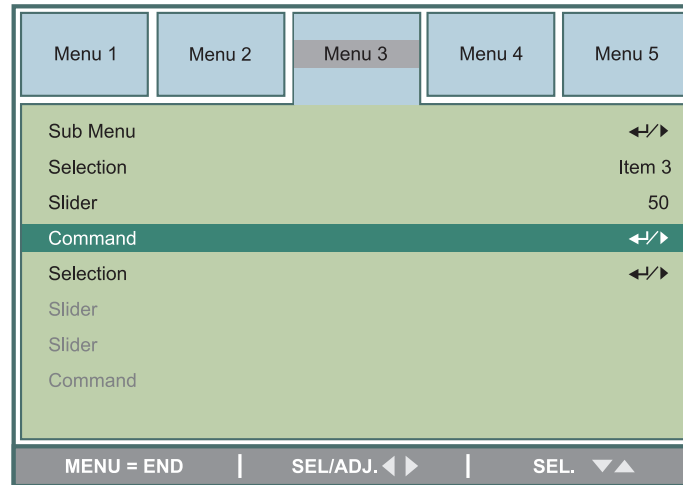 Menu 1 Menu 2 Menu 3 Menu 4 Menu 5
Sub Menu
Selection Item 3
Slider 50
Command
Selection
Slider
Slider
Command
MENU = END SEL/ADJ. SEL.